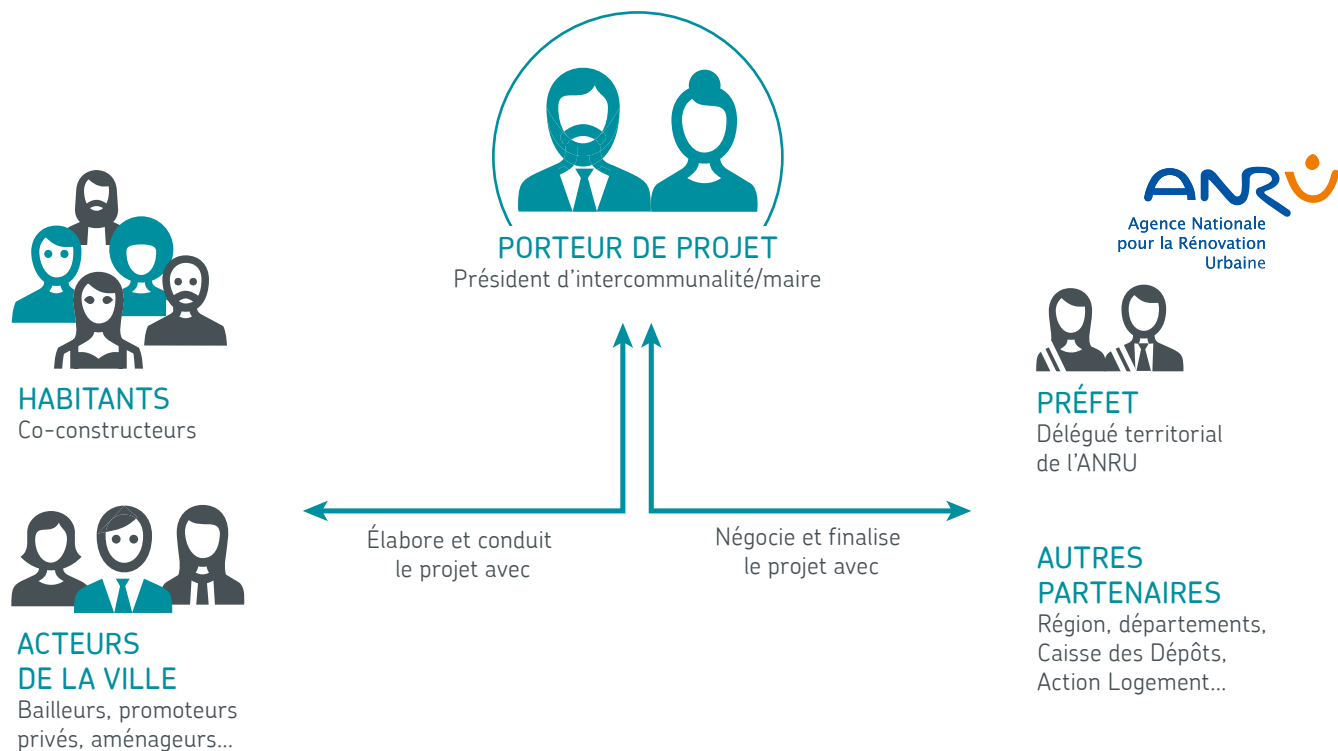 PORTEUR DE PROJET
Président d'intercommunalité/maire
HABITANTS
Co-constructeurs
ACTEURS
DE LA VILLE
Bailleurs, promoteurs
privés, aménageurs...
Élabore et conduit
le projet avec
Négocie et finalise
le projet avec
ANRU
Agence Nationale
pour la Rénovation
Urbaine
PRÉFET
Délégué territorial
de l'ANRU
AUTRES
PARTENAIRES
Région, départements,
Caisse des Dépôts,
Action Logement...